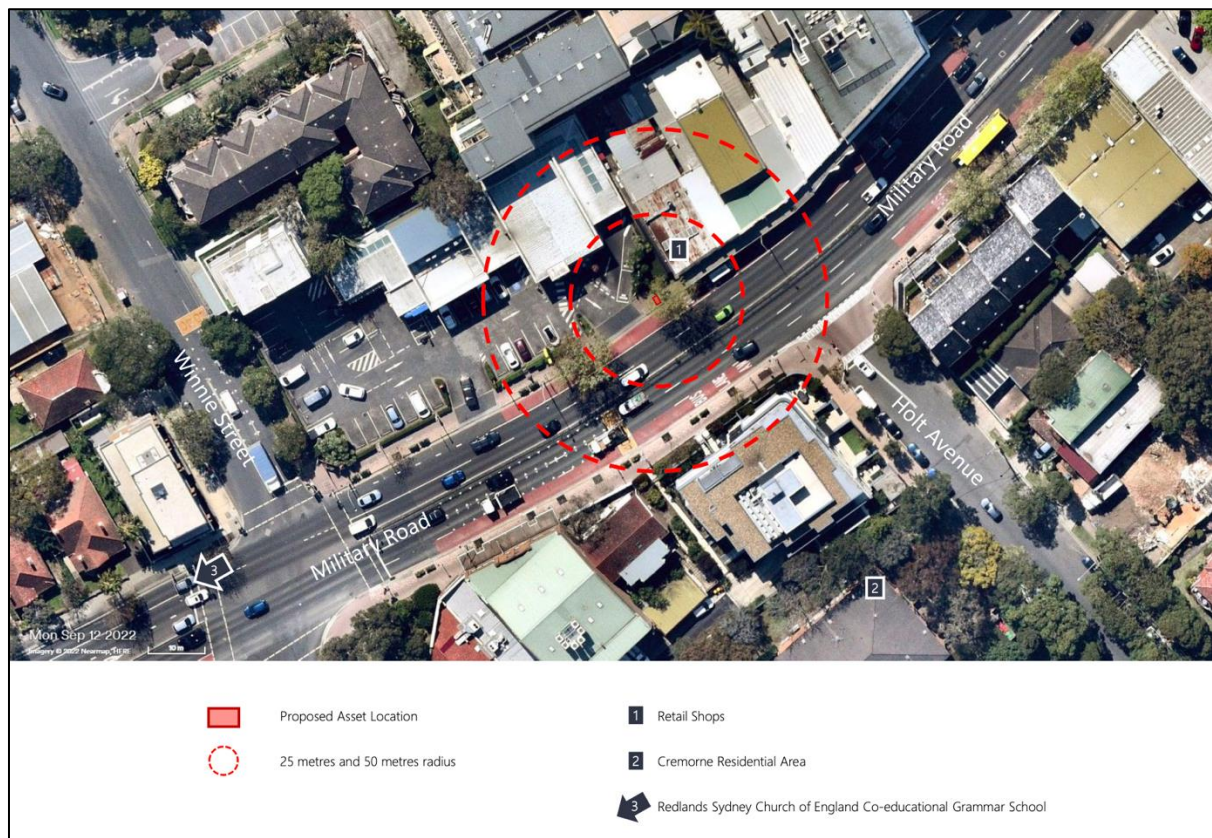 Military Road
1
Winnie Street
Holt Avenue
Military Road
3
2
Mon Sep 12 2022
Imagery © 2022 Nearmap, HERE
10 m
Proposed Asset Location
1 Retail Shops
25 metres and 50 metres radius
2 Cremorne Residential Area
3 Redlands Sydney Church of England Co-educational Grammar School